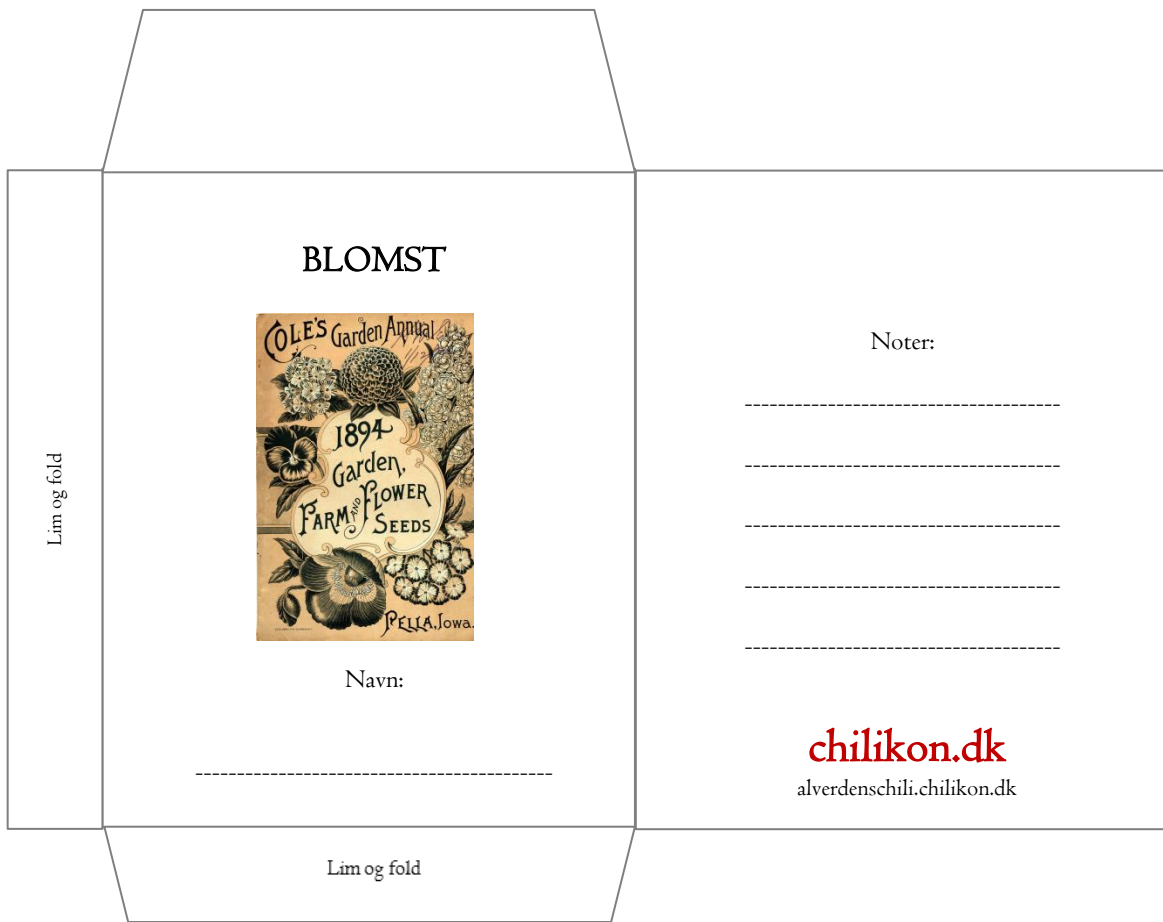 BLOMST
COLE'S Garden Annual
1894
Garden,
FARM AND FLOWER
SEEDS
PELLA, Iowa.
Navn:
Lim og fold
Lim og fold
Noter:
chilikon.dk
alverdenschili.chilikon.dk